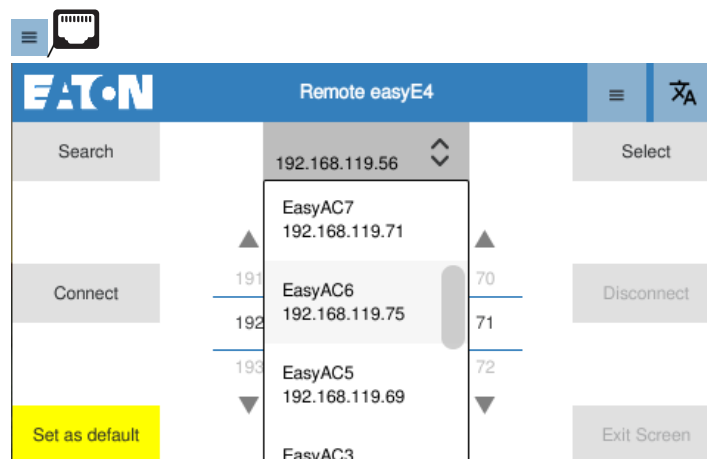 EATON
Remote easyE4
Search
192.168.119.56
Select
EasyAC7
192.168.119.71
191
70
Connect
EasyAC6
192.168.119.75
Disconnect
192
71
193
72
EasyAC5
192.168.119.69
Set as default
EasyAC3
Exit Screen